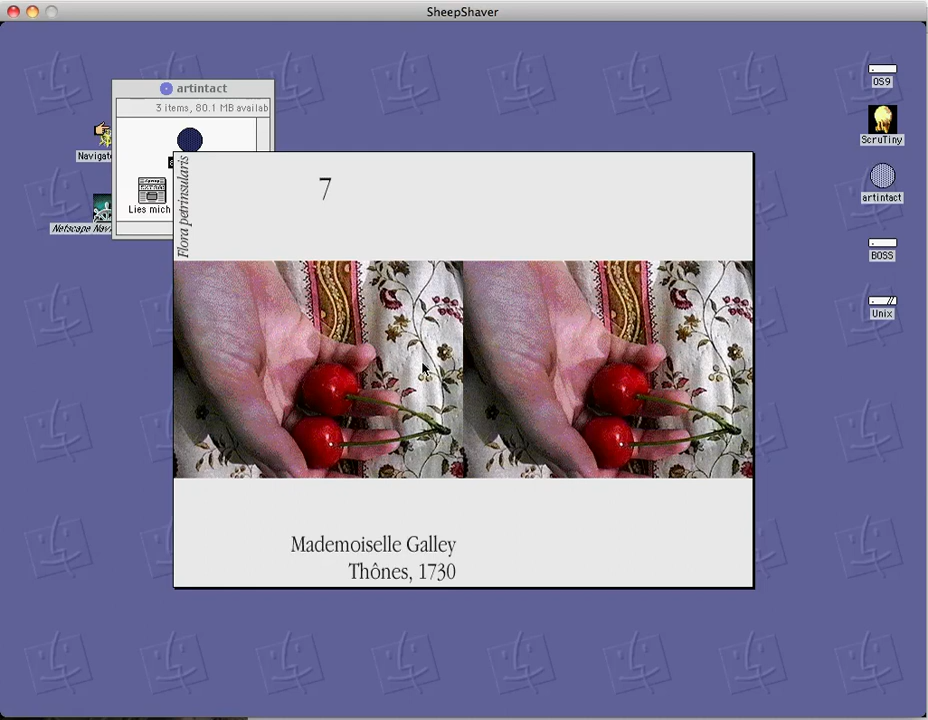 SheepShaver
artintact
3 items, 80.1 MB availab
Navigat
Lies mich
Netscape Nav
Flora petrinsularis
7
Mademoiselle Galley
Thônes, 1730
OS9
ScruTiny
artintact
BOSS
Unix